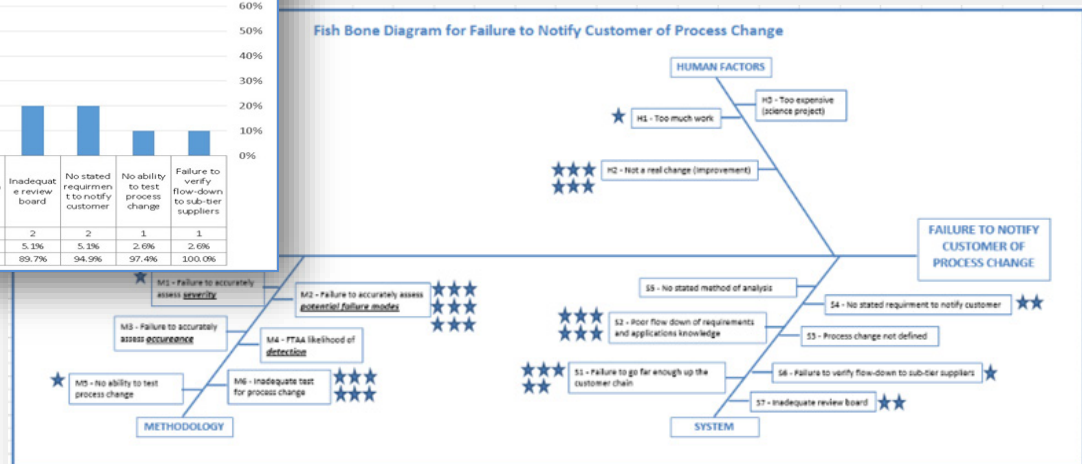 60%
50%
40%
30%
20%
10%
0%
Inadequat
e review
board
No stated
requirmen
t to notify
customer
No ability
to test
process
change
Failure to
verify
flow-down
to sub-tier
suppliers
2 2 1 1
5.1% 5.1% 2.6% 2.6%
89.7% 94.9% 97.4% 100.0%
Fish Bone Diagram for Failure to Notify Customer of Process Change
HUMAN FACTORS
H3 - Too expensive
(science project)
H1 - Too much work
H2 - Not a real change (improvement)
FAILURE TO NOTIFY
CUSTOMER OF
PROCESS CHANGE
M1 - Failure to accurately
assess severity
M2 - Failure to accurately assess
potential failure modes
M3 - Failure to accurately
assess occureance
M4 - FTAA likelihood of
detection
M5 - No ability to test
process change
M6 - Inadequate test
for process change
METHODOLOGY
S5 - No stated method of analysis
S4 - No stated requirment to notify customer
S2 - Poor flow down of requirements
and applications knowledge
S3 - Process change not defined
S1 - Failure to go far enough up the
customer chain
S6 - Failure to verify flow-down to sub-tier suppliers
S7 - Inadequate review board
SYSTEM